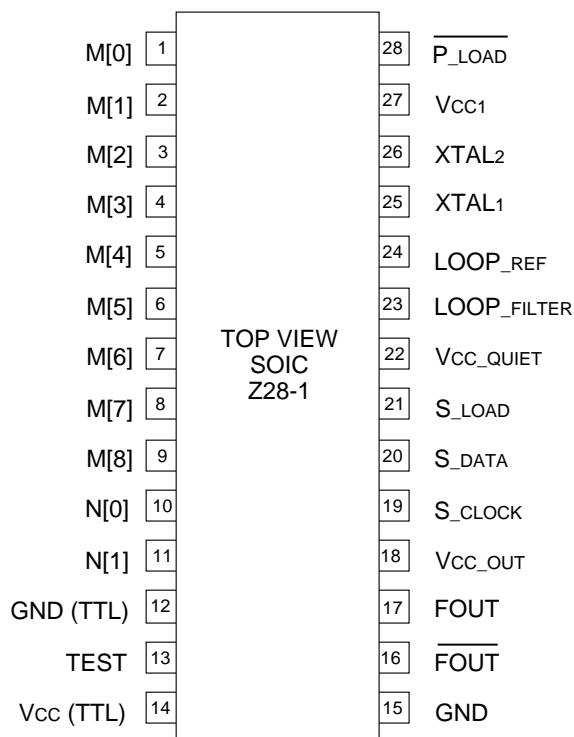 M[0] 1 28 P_LOAD
M[1] 2 27 VCC1
M[2] 3 26 XTAL2
M[3] 4 25 XTAL1
M[4] 5 24 LOOP_REF
M[5] 6 23 LOOP_FILTER
M[6] 7 22 VCC_QUIET
M[7] 8 21 S_LOAD
M[8] 9 20 S_DATA
N[0] 10 19 S_CLOCK
N[1] 11 18 VCC_OUT
GND (TTL) 12 17 FOUT
TEST 13 16 FOUT
VCC (TTL) 14 15 GND
TOP VIEW
SOIC
Z28-1